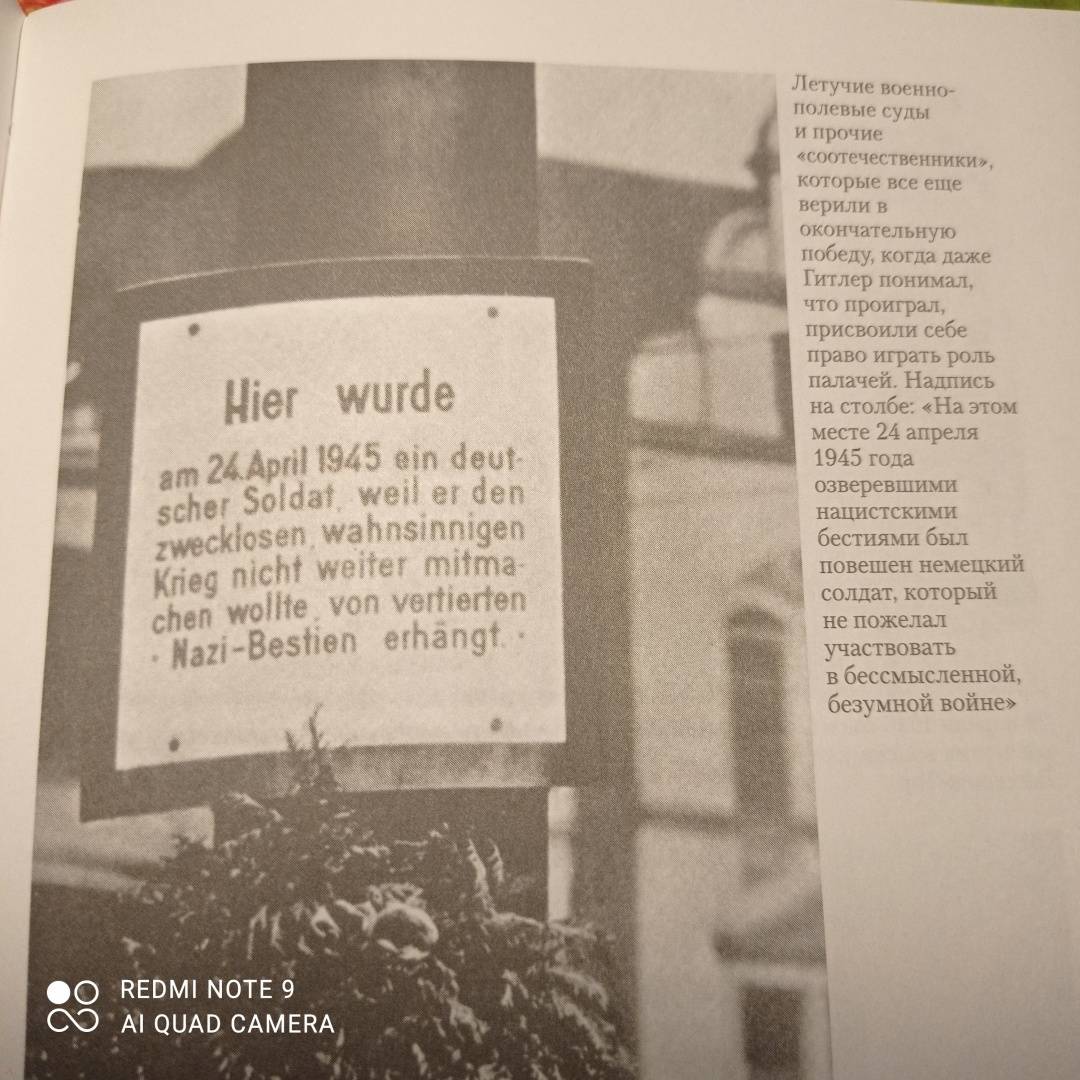 Hier wurde
am 24. April 1945 ein deut-
scher Soldat, weil er den
zwecklosen, wahnsinnigen
Krieg nicht weiter mitma-
chen wollte, von vertierten
· Nazi-Bestien erhängt. ·
Летучие военно-
полевые суды
и прочие
«соотечественники»,
которые все еще
верили в
окончательную
победу, когда даже
Гитлер понимал,
что проиграл,
присвоили себе
право играть роль
палачей. Надпись
на столбе: «На этом
месте 24 апреля
1945 года
озверевшими
нацистскими
бестиями был
повешен немецкий
солдат, который
не пожелал
участвовать
в бессмысленной,
безумной войне»
REDMI NOTE 9
AI QUAD CAMERA